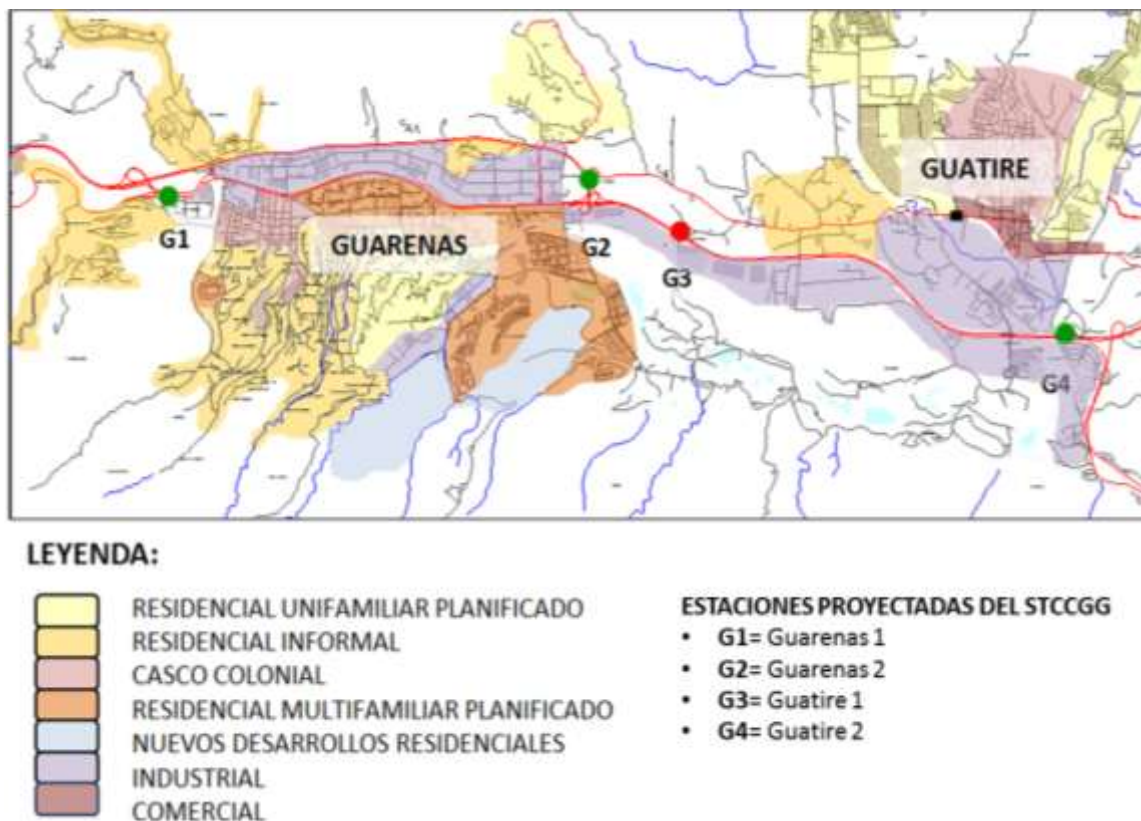 GUATIRE
GUARENAS
G1
G2
G3
G4
LEYENDA:
RESIDENCIAL UNIFAMILIAR PLANIFICADO
RESIDENCIAL INFORMAL
CASCO COLONIAL
RESIDENCIAL MULTIFAMILIAR PLANIFICADO
NUEVOS DESARROLLOS RESIDENCIALES
INDUSTRIAL
COMERCIAL
ESTACIONES PROYECTADAS DEL STCCGG
• G1= Guarenas 1
• G2= Guarenas 2
• G3= Guatire 1
• G4= Guatire 2